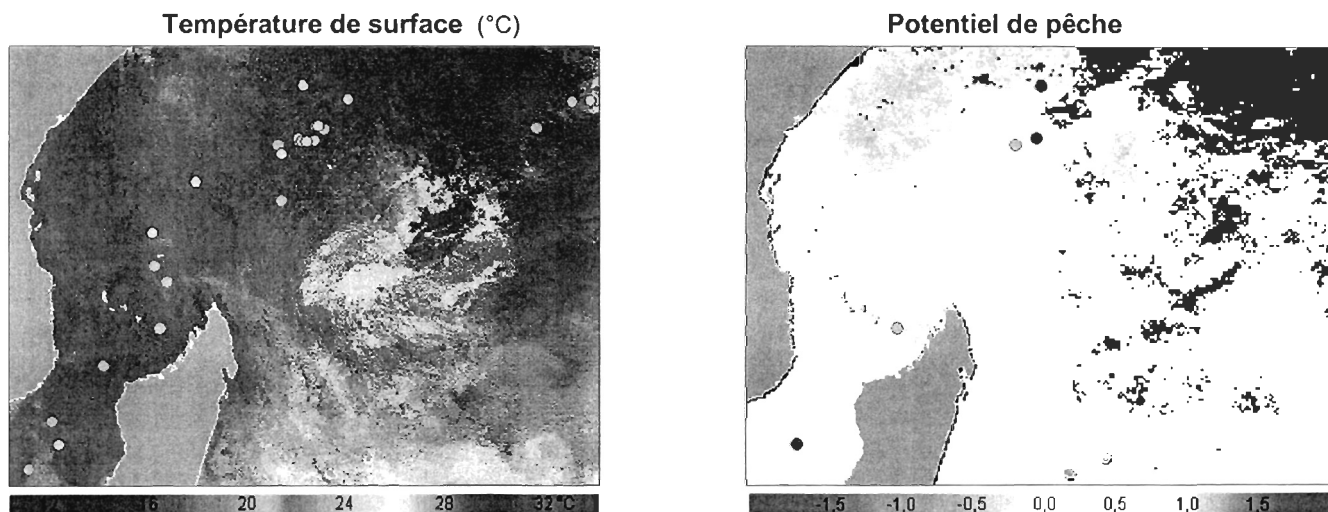 Température de surface (°C)
Potentiel de pêche
16 20 24 28 32°C
-1,5 -1,0 -0,5 0,0 0,5 1,0 1,5